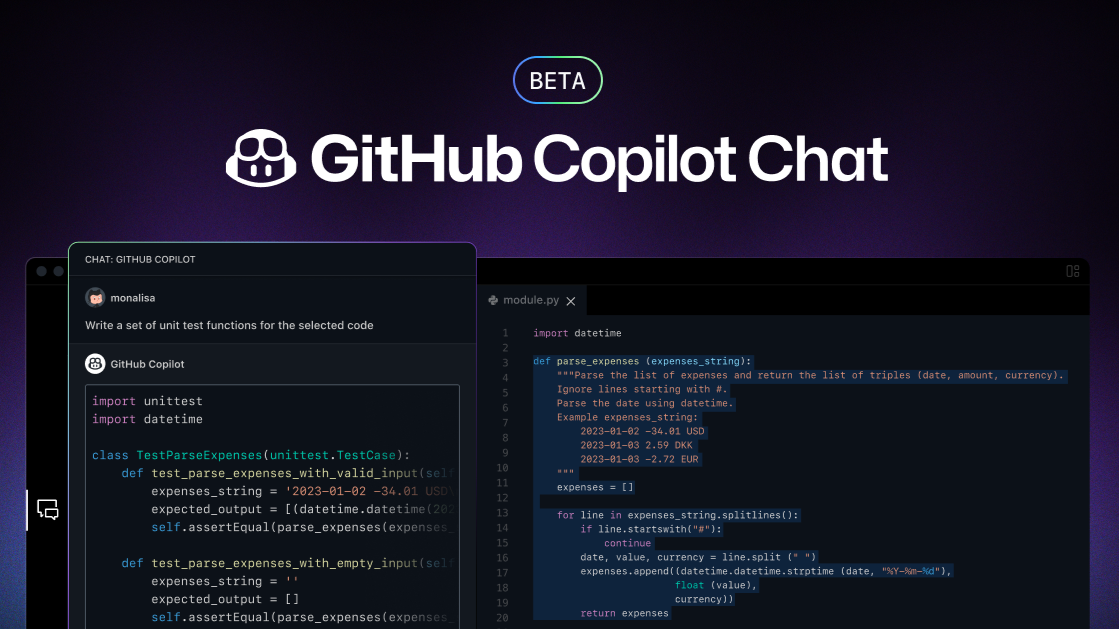 BETA
GitHub Copilot Chat
CHAT: GITHUB COPILOT
monalisa
Write a set of unit test functions for the selected code
GitHub Copilot
import unittest
import datetime
class TestParseExpenses(unittest.TestCase):
def test_parse_expenses_with_valid_input(self
expenses_string = '2023-01-02 -34.01 USD\
expected_output = [(datetime.datetime(202
self.assertEqual(parse_expenses(expenses_
def test_parse_expenses_with_empty_input(self
expenses_string = ''
expected_output = []
self.assertEqual(parse_expenses(expenses_
module.py
1 import datetime
2
3 def parse_expenses (expenses_string):
4 """Parse the list of expenses and return the list of triples (date, amount, currency).
5 Ignore lines starting with #.
6 Parse the date using datetime.
7 Example expenses_string:
8 2023-01-02 -34.01 USD
9 2023-01-03 2.59 DKK
10 2023-01-03 -2.72 EUR
11 """
12 expenses = []
13 for line in expenses_string.splitlines():
14 if line.startswith("#"):
15 continue
16 date, value, currency = line.split (" ")
17 expenses.append((datetime.datetime.strptime (date, "%Y-%m-%d"),
18 float (value),
19 currency))
20 return expenses